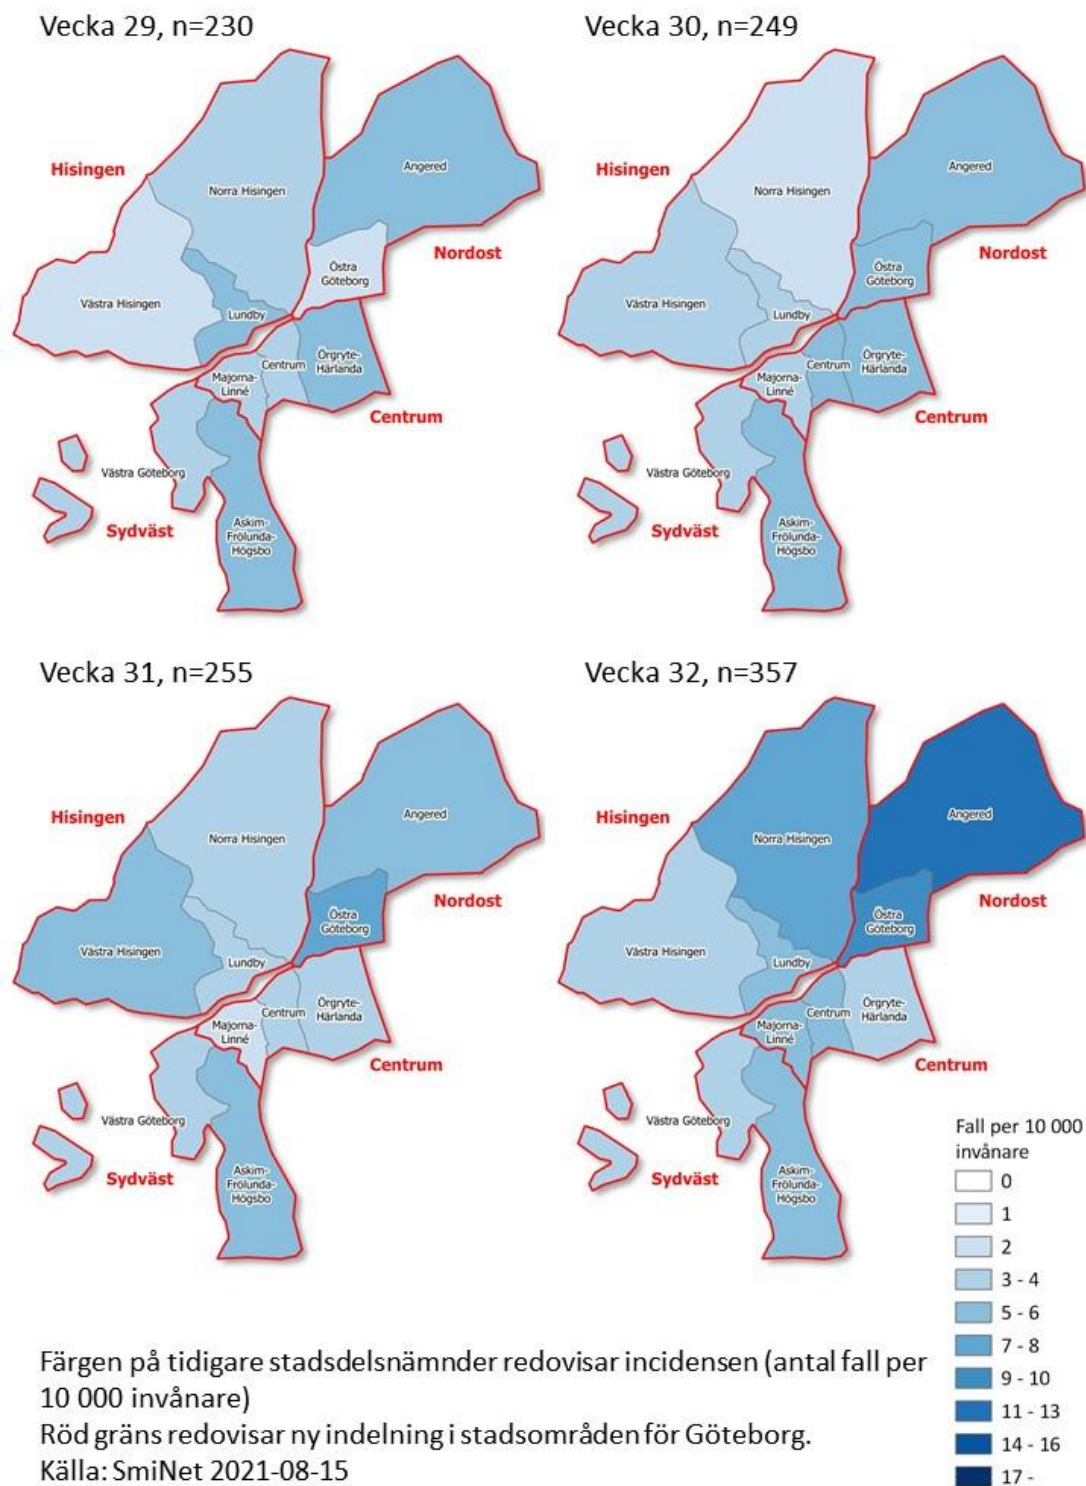 Vecka 29, n=230
Hisingen
Norra Hisingen
Angered
Nordost
Östra
Göteborg
Västra Hisingen
Lundby
Örgryte-
Härlanda
Centrum
Majorna-
Linné
Centrum
Västra Göteborg
Sydväst
Askim-
Frölunda-
Högsbo
Vecka 30, n=249
Hisingen
Norra Hisingen
Angered
Nordost
Östra
Göteborg
Västra Hisingen
Lundby
Örgryte-
Härlanda
Centrum
Majorna-
Linné
Centrum
Västra Göteborg
Sydväst
Askim-
Frölunda-
Högsbo
Vecka 31, n=255
Hisingen
Norra Hisingen
Angered
Nordost
Östra
Göteborg
Västra Hisingen
Lundby
Örgryte-
Härlanda
Centrum
Majorna-
Linné
Centrum
Västra Göteborg
Sydväst
Askim-
Frölunda-
Högsbo
Vecka 32, n=357
Hisingen
Norra Hisingen
Angered
Nordost
Östra
Göteborg
Västra Hisingen
Lundby
Örgryte-
Härlanda
Centrum
Majorna-
Linné
Centrum
Västra Göteborg
Sydväst
Askim-
Frölunda-
Högsbo
Fall per 10 000
invånare
0
1
2
3 - 4
5 - 6
7 - 8
9 - 10
11 - 13
14 - 16
17 -
Färgen på tidigare stadsdelsnämnder redovisar incidensen (antal fall per
10 000 invånare)
Röd gräns redovisar ny indelning i stadsområden för Göteborg.
Källa: SmiNet 2021-08-15